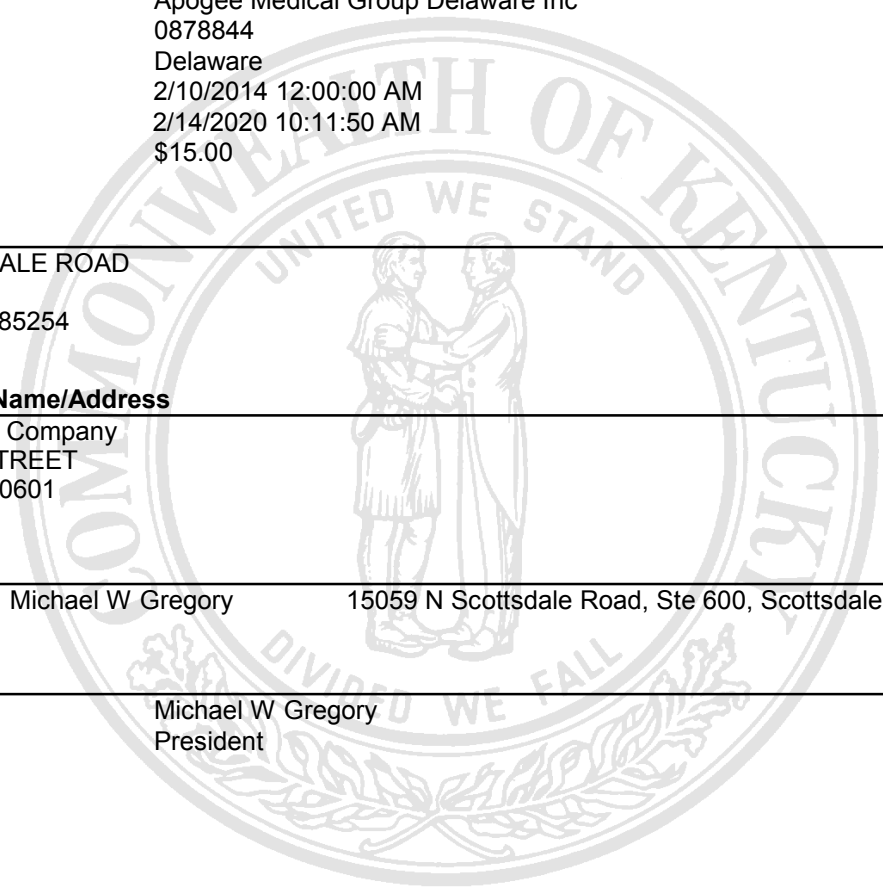 Apogee Medical Group Delaware Inc
0878844
Delaware
2/10/2014 12:00:00 AM
2/14/2020 10:11:50 AM
$15.00
COMMONWEALTH OF KENTUCKY
UNITED WE STAND
ALE ROAD
85254
Name/Address
Company
TREET
0601
Michael W Gregory 15059 N Scottsdale Road, Ste 600, Scottsdale
DIVIDED WE FALL
Michael W Gregory
President